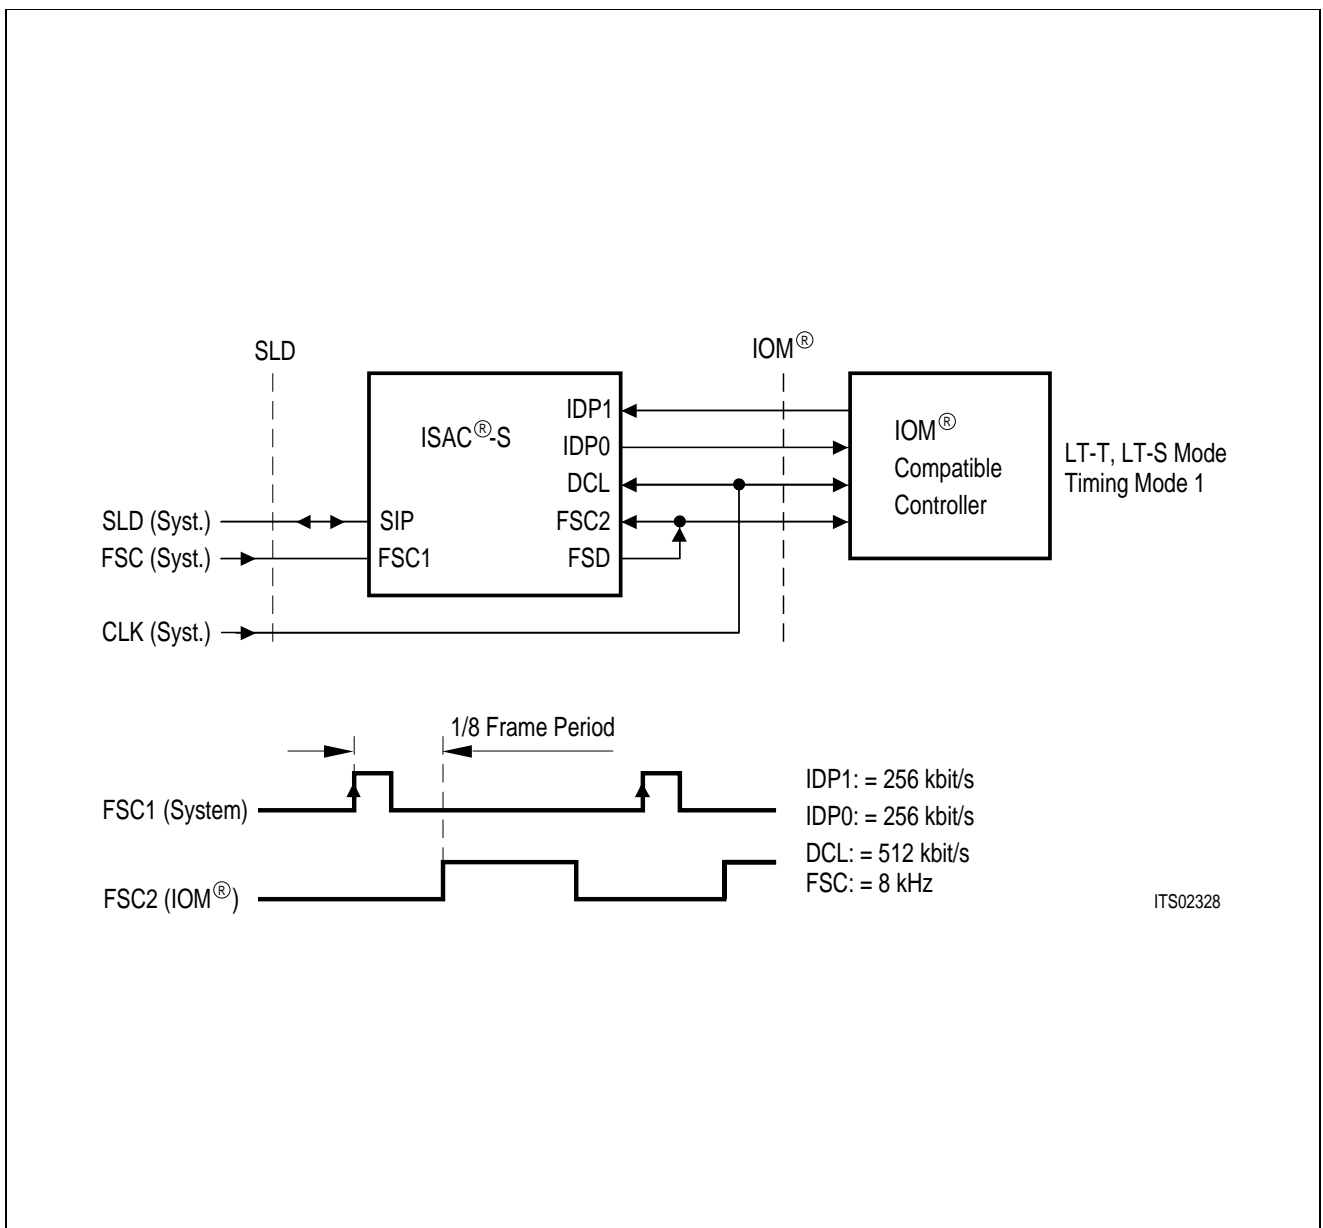 SLD
IOM®
ISAC®-S
IDP1
IDP0
DCL
FSC2
FSD
SIP
FSC1
IOM®
Compatible
Controller
LT-T, LT-S Mode
Timing Mode 1
SLD (Syst.)
FSC (Syst.)
CLK (Syst.)
1/8 Frame Period
FSC1 (System)
FSC2 (IOM®)
IDP1: = 256 kbit/s
IDP0: = 256 kbit/s
DCL: = 512 kbit/s
FSC: = 8 kHz
ITS02328